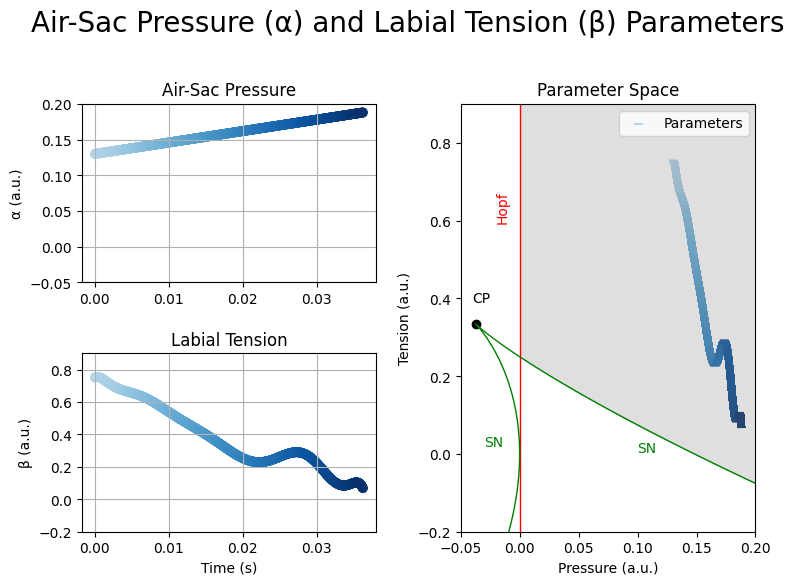 Air-Sac Pressure (α) and Labial Tension (β) Parameters
Air-Sac Pressure
0.20
0.15
0.10
0.05
0.00
−0.05
α (a.u.)
0.00 0.01 0.02 0.03
Labial Tension
0.8
0.6
0.4
0.2
0.0
−0.2
β (a.u.)
0.00 0.01 0.02 0.03
Time (s)
Parameter Space
Parameters
Hopf
CP
SN
SN
0.8
0.6
0.4
0.2
0.0
−0.2
Tension (a.u.)
−0.05 0.00 0.05 0.10 0.15 0.20
Pressure (a.u.)